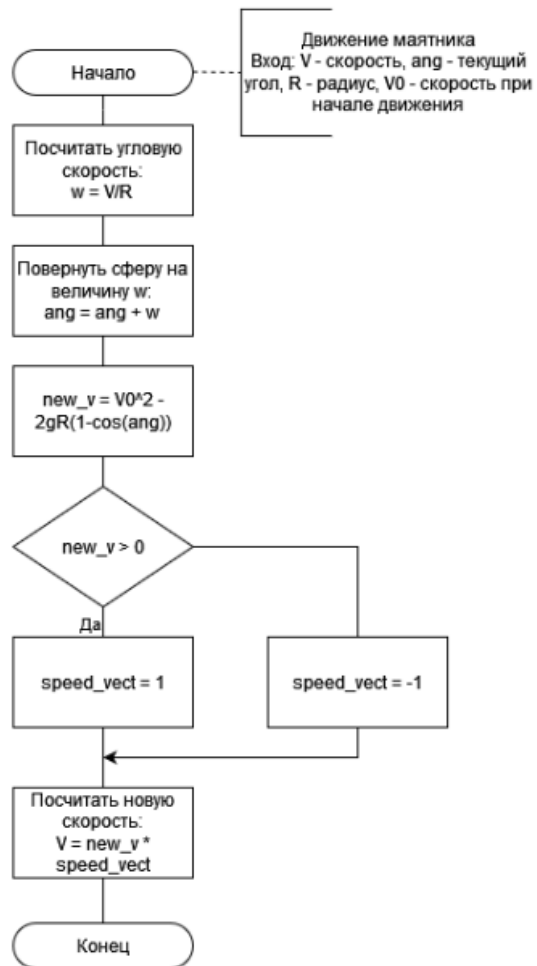 Начало
Движение маятника
Вход: V - скорость, ang - текущий
угол, R - радиус, V0 - скорость при
начале движения
Посчитать угловую
скорость:
w = V/R
Повернуть сферу на
величину w:
ang = ang + w
new_v = V0^2 -
2gR(1-cos(ang))
new_v > 0
Да
speed_vect = 1
speed_vect = -1
Посчитать новую
скорость:
V = new_v *
speed_vect
Конец